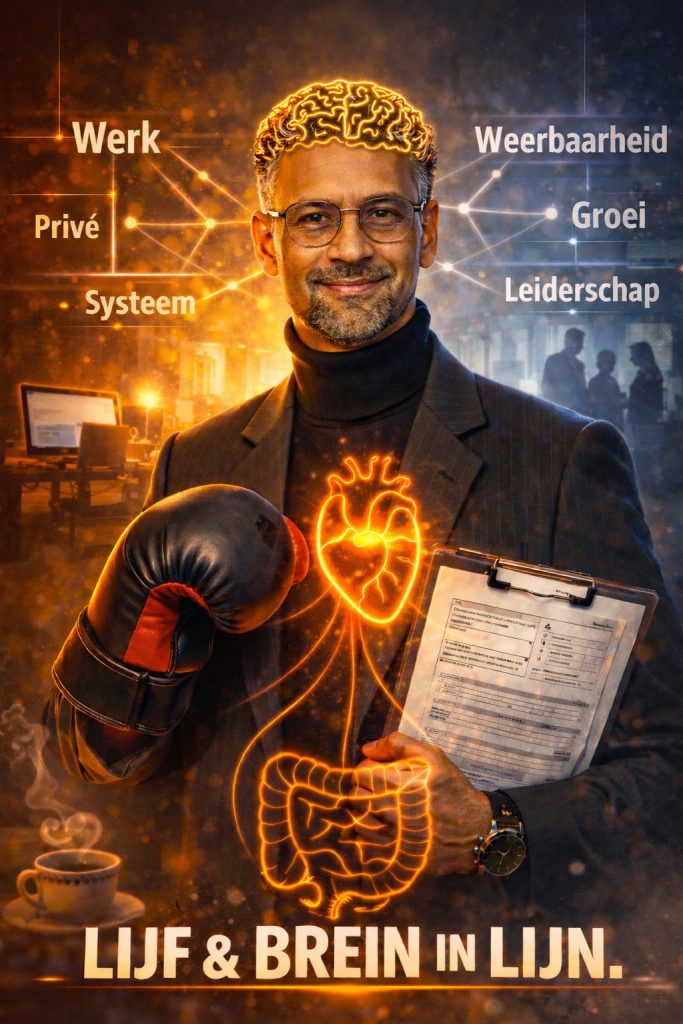 Werk
Weerbaarheid
Privé
Groei
Systeem
Leiderschap
LIJF & BREIN IN LIJN.